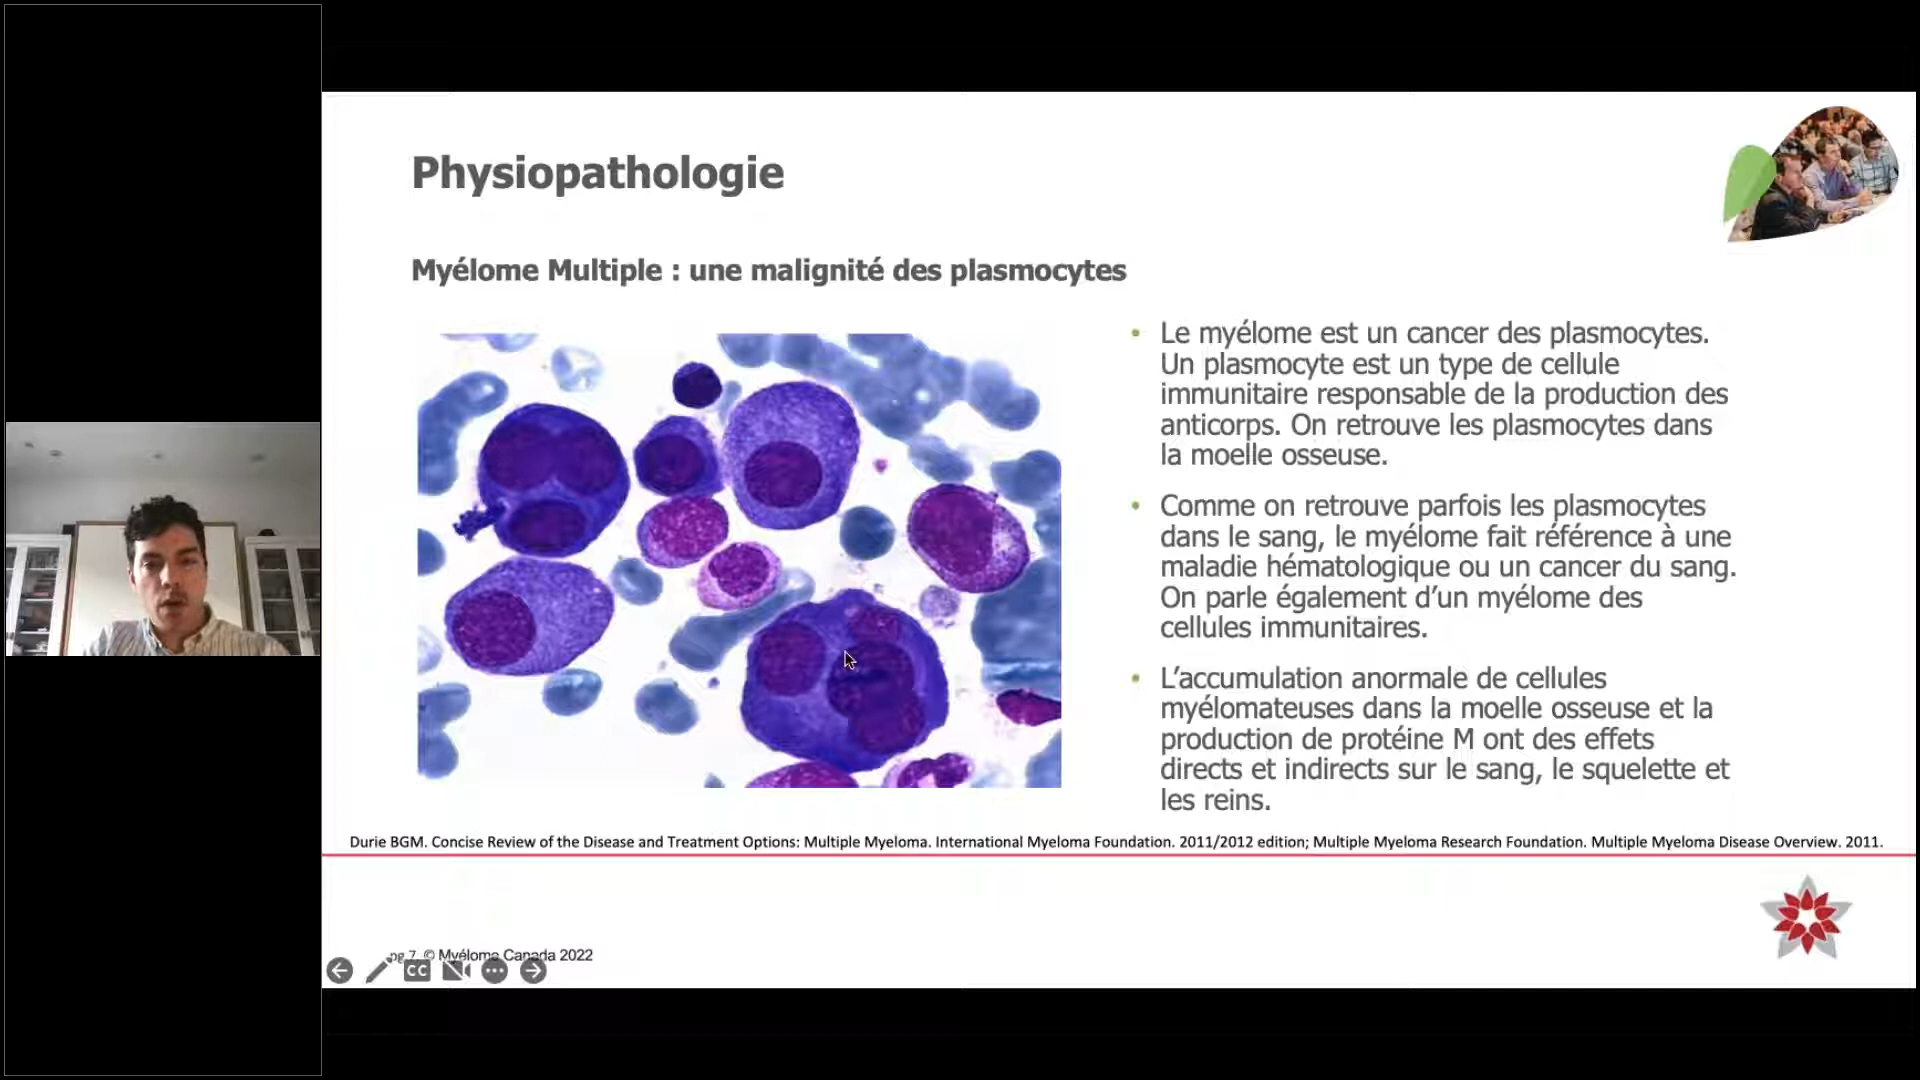 Physiopathologie
Myélome Multiple : une malignité des plasmocytes
• Le myélome est un cancer des plasmocytes.
Un plasmocyte est un type de cellule
immunitaire responsable de la production des
anticorps. On retrouve les plasmocytes dans
la moelle osseuse.
• Comme on retrouve parfois les plasmocytes
dans le sang, le myélome fait référence à une
maladie hématologique ou un cancer du sang.
On parle également d’un myélome des
cellules immunitaires.
• L’accumulation anormale de cellules
myélomateuses dans la moelle osseuse et la
production de protéine M ont des effets
directs et indirects sur le sang, le squelette et
les reins.
Durie BGM. Concise Review of the Disease and Treatment Options: Multiple Myeloma. International Myeloma Foundation. 2011/2012 edition; Multiple Myeloma Research Foundation. Multiple Myeloma Disease Overview. 2011.
pg 7 © Myélome Canada 2022
CC